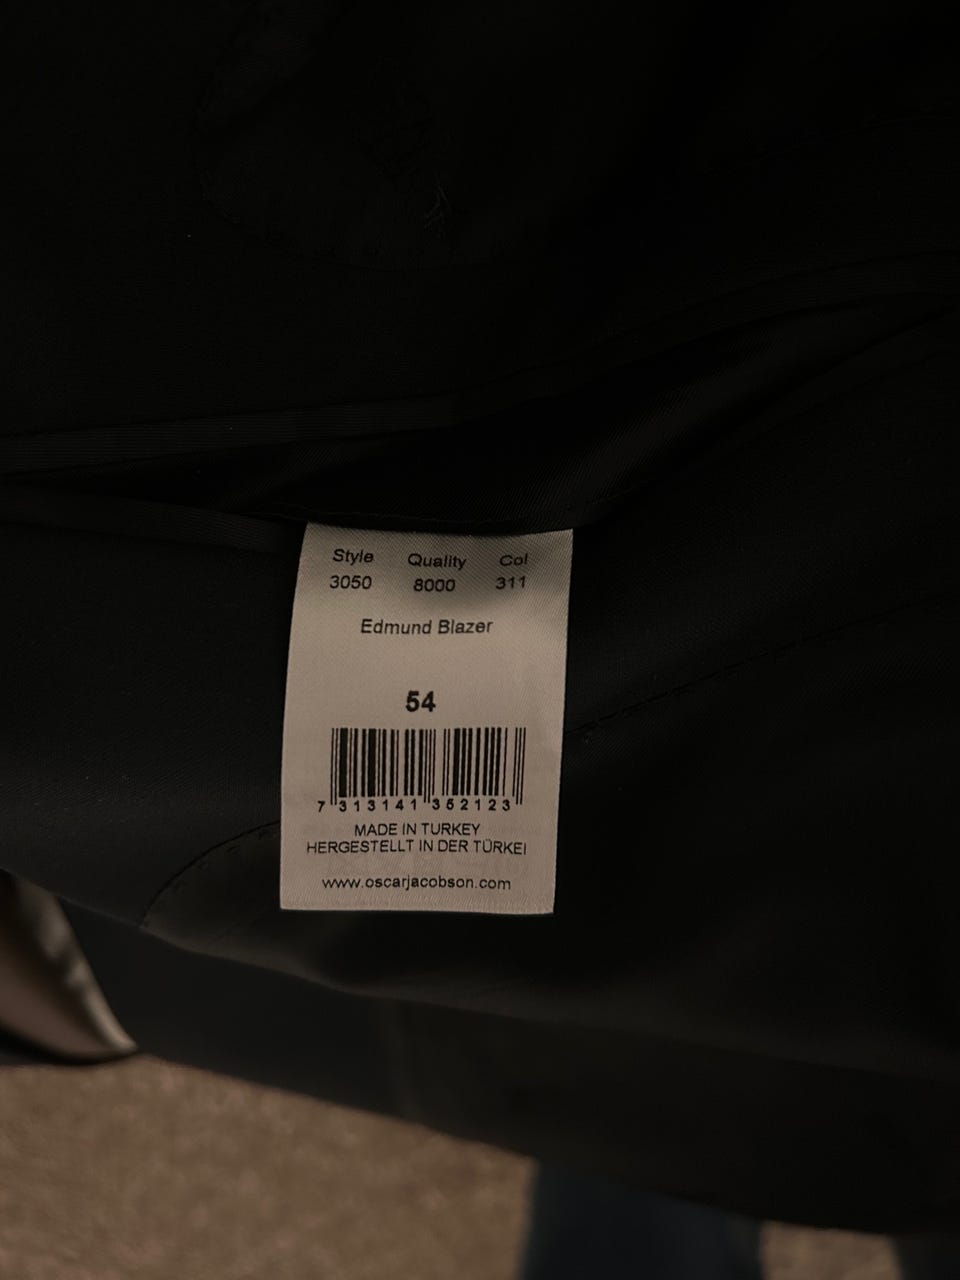 Style Quality Col
3050 8000 311
Edmund Blazer
54
7 313141 352123
MADE IN TURKEY
HERGESTELLT IN DER TÜRKEI
www.oscarjacobson.com